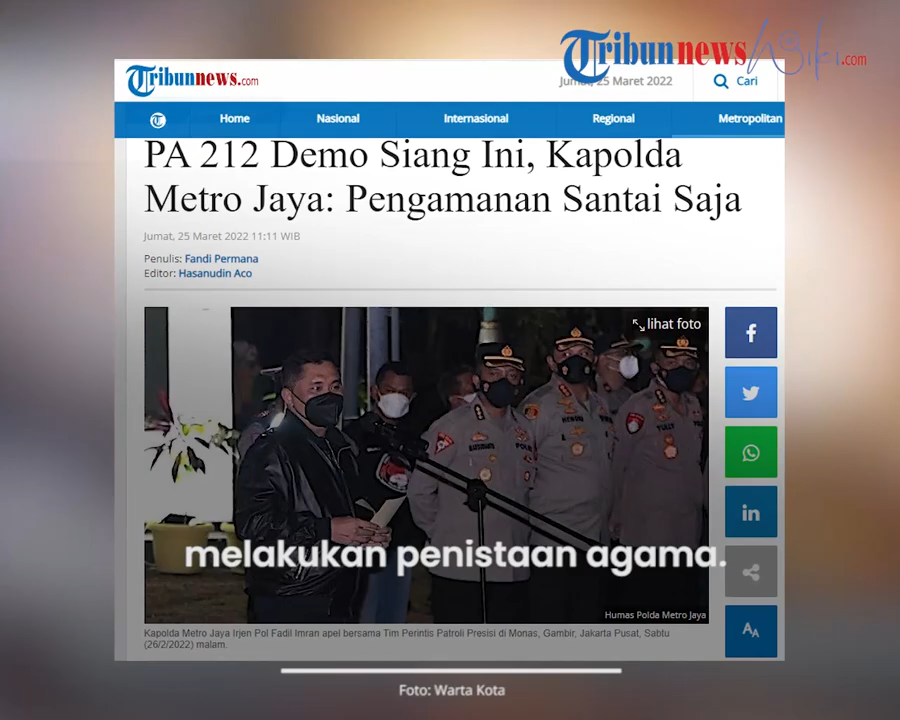 Tribunnews Wiki.com
Tribunnews.com
Jumat, 25 Maret 2022
Cari
Home
Nasional
Internasional
Regional
Metropolitan
PA 212 Demo Siang Ini, Kapolda
Metro Jaya: Pengamanan Santai Saja
Jumat, 25 Maret 2022 11:11 WIB
Penulis: Fandi Permana
Editor: Hasanudin Aco
lihat foto
melakukan penistaan agama.
Humas Polda Metro Jaya
Kapolda Metro Jaya Irjen Pol Fadil Imran apel bersama Tim Perintis Patroli Presisi di Monas, Gambir, Jakarta Pusat, Sabtu
(26/2/2022) malam.
AA
Foto: Warta Kota